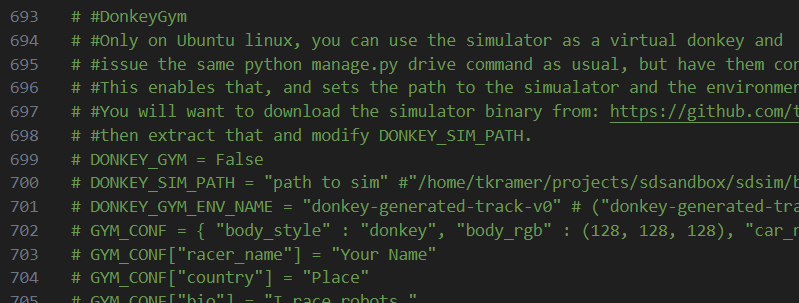 693 # #DonkeyGym
694 # #Only on Ubuntu linux, you can use the simulator as a virtual donkey and
695 # #issue the same python manage.py drive command as usual, but have them con
696 # #This enables that, and sets the path to the simualator and the environmen
697 # #You will want to download the simulator binary from: https://github.com/t
698 # #then extract that and modify DONKEY_SIM_PATH.
699 # DONKEY_GYM = False
700 # DONKEY_SIM_PATH = "path to sim" #"/home/tkramer/projects/sdsandbox/sdsim/b
701 # DONKEY_GYM_ENV_NAME = "donkey-generated-track-v0" # ("donkey-generated-tra
702 # GYM_CONF = { "body_style" : "donkey", "body_rgb" : (128, 128, 128), "car_n
703 # GYM_CONF["racer_name"] = "Your Name"
704 # GYM_CONF["country"] = "Place"
705 # GYM_CONF["bio"] = "I race robots."